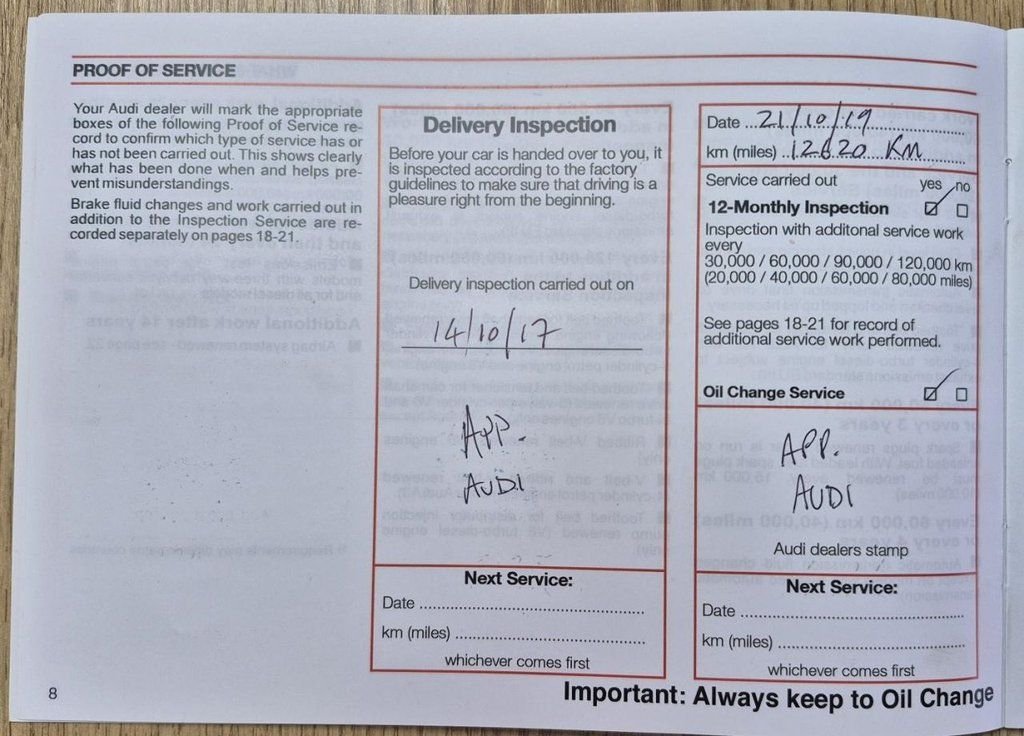 PROOF OF SERVICE
Your Audi dealer will mark the appropriate
boxes of the following Proof of Service re-
cord to confirm which type of service has or
has not been carried out. This shows clearly
what has been done when and helps pre-
vent misunderstandings.
Brake fluid changes and work carried out in
addition to the Inspection Service are re-
corded separately on pages 18-21.
Delivery Inspection
Before your car is handed over to you, it
is inspected according to the factory
guidelines to make sure that driving is a
pleasure right from the beginning.
Delivery inspection carried out on
14/10/17
APP.
AUDI
Next Service:
Date
km (miles)
whichever comes first
Date 21/10/19
km (miles) 12620 KM
Service carried out yes no
12-Monthly Inspection
Inspection with additonal service work
every
30,000 / 60,000 / 90,000 / 120,000 km
(20,000 / 40,000 / 60,000 / 80,000 miles)
See pages 18-21 for record of
additional service work performed.
Oil Change Service
APP.
AUDI
Audi dealers stamp
Next Service:
Date
km (miles)
whichever comes first
8
Important: Always keep to Oil Change